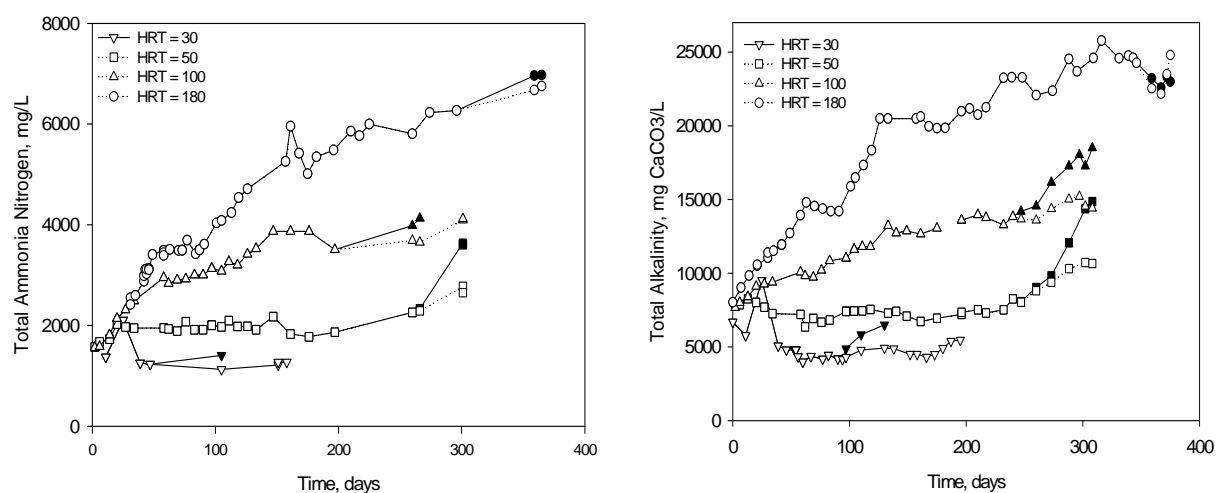 Total Ammonia Nitrogen, mg/L
8000
6000
4000
2000
0
HRT = 30
HRT = 50
HRT = 100
HRT = 180
0 100 200 300 400
Time, days
Total Alkalinity, mg CaCO3/L
25000
20000
15000
10000
5000
0
HRT = 30
HRT = 50
HRT = 100
HRT = 180
0 100 200 300 400
Time, days